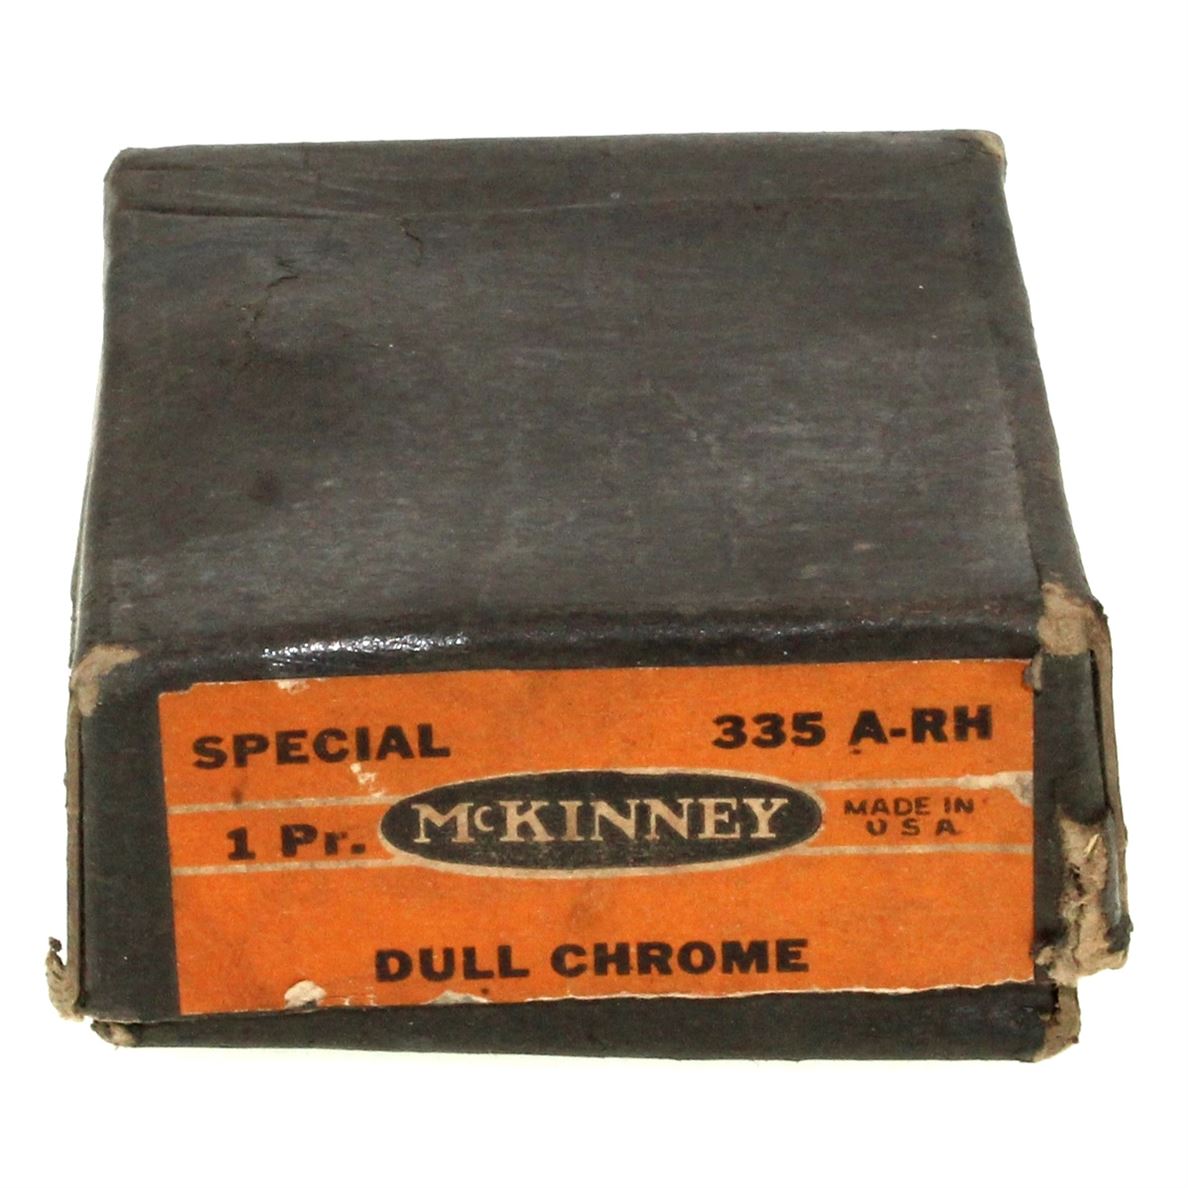 SPECIAL 335 A-RH
1 Pr. McKINNEY MADE IN
U S A
DULL CHROME